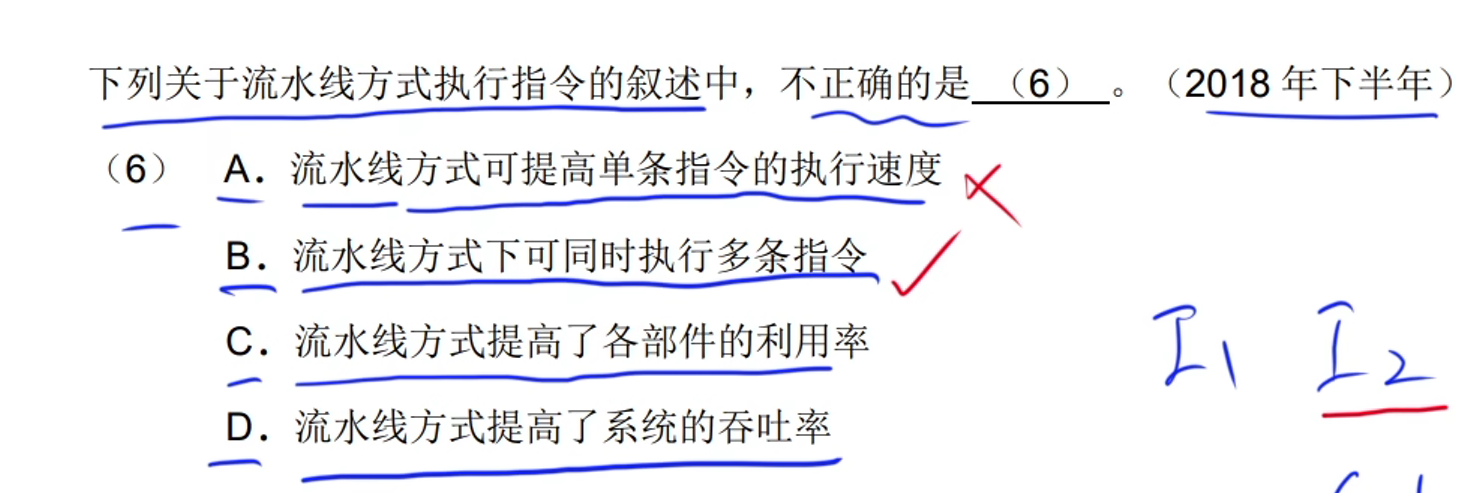 下列关于流水线方式执行指令的叙述中，不正确的是 （6） 。（2018 年下半年）
（6） A．流水线方式可提高单条指令的执行速度
B．流水线方式下可同时执行多条指令
C．流水线方式提高了各部件的利用率
I1 I2
D．流水线方式提高了系统的吞吐率